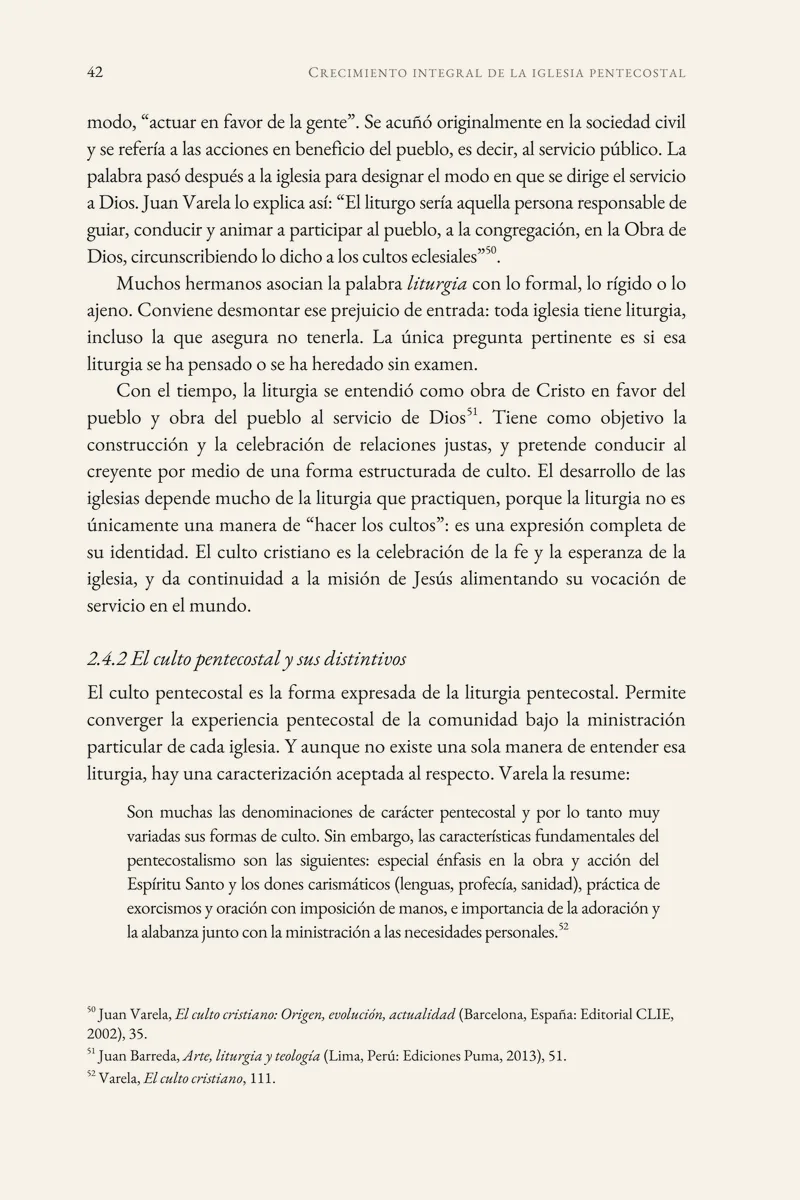 42 CRECIMIENTO INTEGRAL DE LA IGLESIA PENTECOSTAL
modo, “actuar en favor de la gente”. Se acuñó originalmente en la sociedad civil
y se refería a las acciones en beneficio del pueblo, es decir, al servicio público. La
palabra pasó después a la iglesia para designar el modo en que se dirige el servicio
a Dios. Juan Varela lo explica así: “El liturgo sería aquella persona responsable de
guiar, conducir y animar a participar al pueblo, a la congregación, en la Obra de
Dios, circunscribiendo lo dicho a los cultos eclesiales”50.
Muchos hermanos asocian la palabra liturgia con lo formal, lo rígido o lo
ajeno. Conviene desmontar ese prejuicio de entrada: toda iglesia tiene liturgia,
incluso la que asegura no tenerla. La única pregunta pertinente es si esa
liturgia se ha pensado o se ha heredado sin examen.
Con el tiempo, la liturgia se entendió como obra de Cristo en favor del
pueblo y obra del pueblo al servicio de Dios51. Tiene como objetivo la
construcción y la celebración de relaciones justas, y pretende conducir al
creyente por medio de una forma estructurada de culto. El desarrollo de las
iglesias depende mucho de la liturgia que practiquen, porque la liturgia no es
únicamente una manera de “hacer los cultos”: es una expresión completa de
su identidad. El culto cristiano es la celebración de la fe y la esperanza de la
iglesia, y da continuidad a la misión de Jesús alimentando su vocación de
servicio en el mundo.
2.4.2 El culto pentecostal y sus distintivos
El culto pentecostal es la forma expresada de la liturgia pentecostal. Permite
converger la experiencia pentecostal de la comunidad bajo la ministración
particular de cada iglesia. Y aunque no existe una sola manera de entender esa
liturgia, hay una caracterización aceptada al respecto. Varela la resume:
Son muchas las denominaciones de carácter pentecostal y por lo tanto muy
variadas sus formas de culto. Sin embargo, las características fundamentales del
pentecostalismo son las siguientes: especial énfasis en la obra y acción del
Espíritu Santo y los dones carismáticos (lenguas, profecía, sanidad), práctica de
exorcismos y oración con imposición de manos, e importancia de la adoración y
la alabanza junto con la ministración a las necesidades personales.52
50 Juan Varela, El culto cristiano: Origen, evolución, actualidad (Barcelona, España: Editorial CLIE,
2002), 35.
51 Juan Barreda, Arte, liturgia y teología (Lima, Perú: Ediciones Puma, 2013), 51.
52 Varela, El culto cristiano, 111.